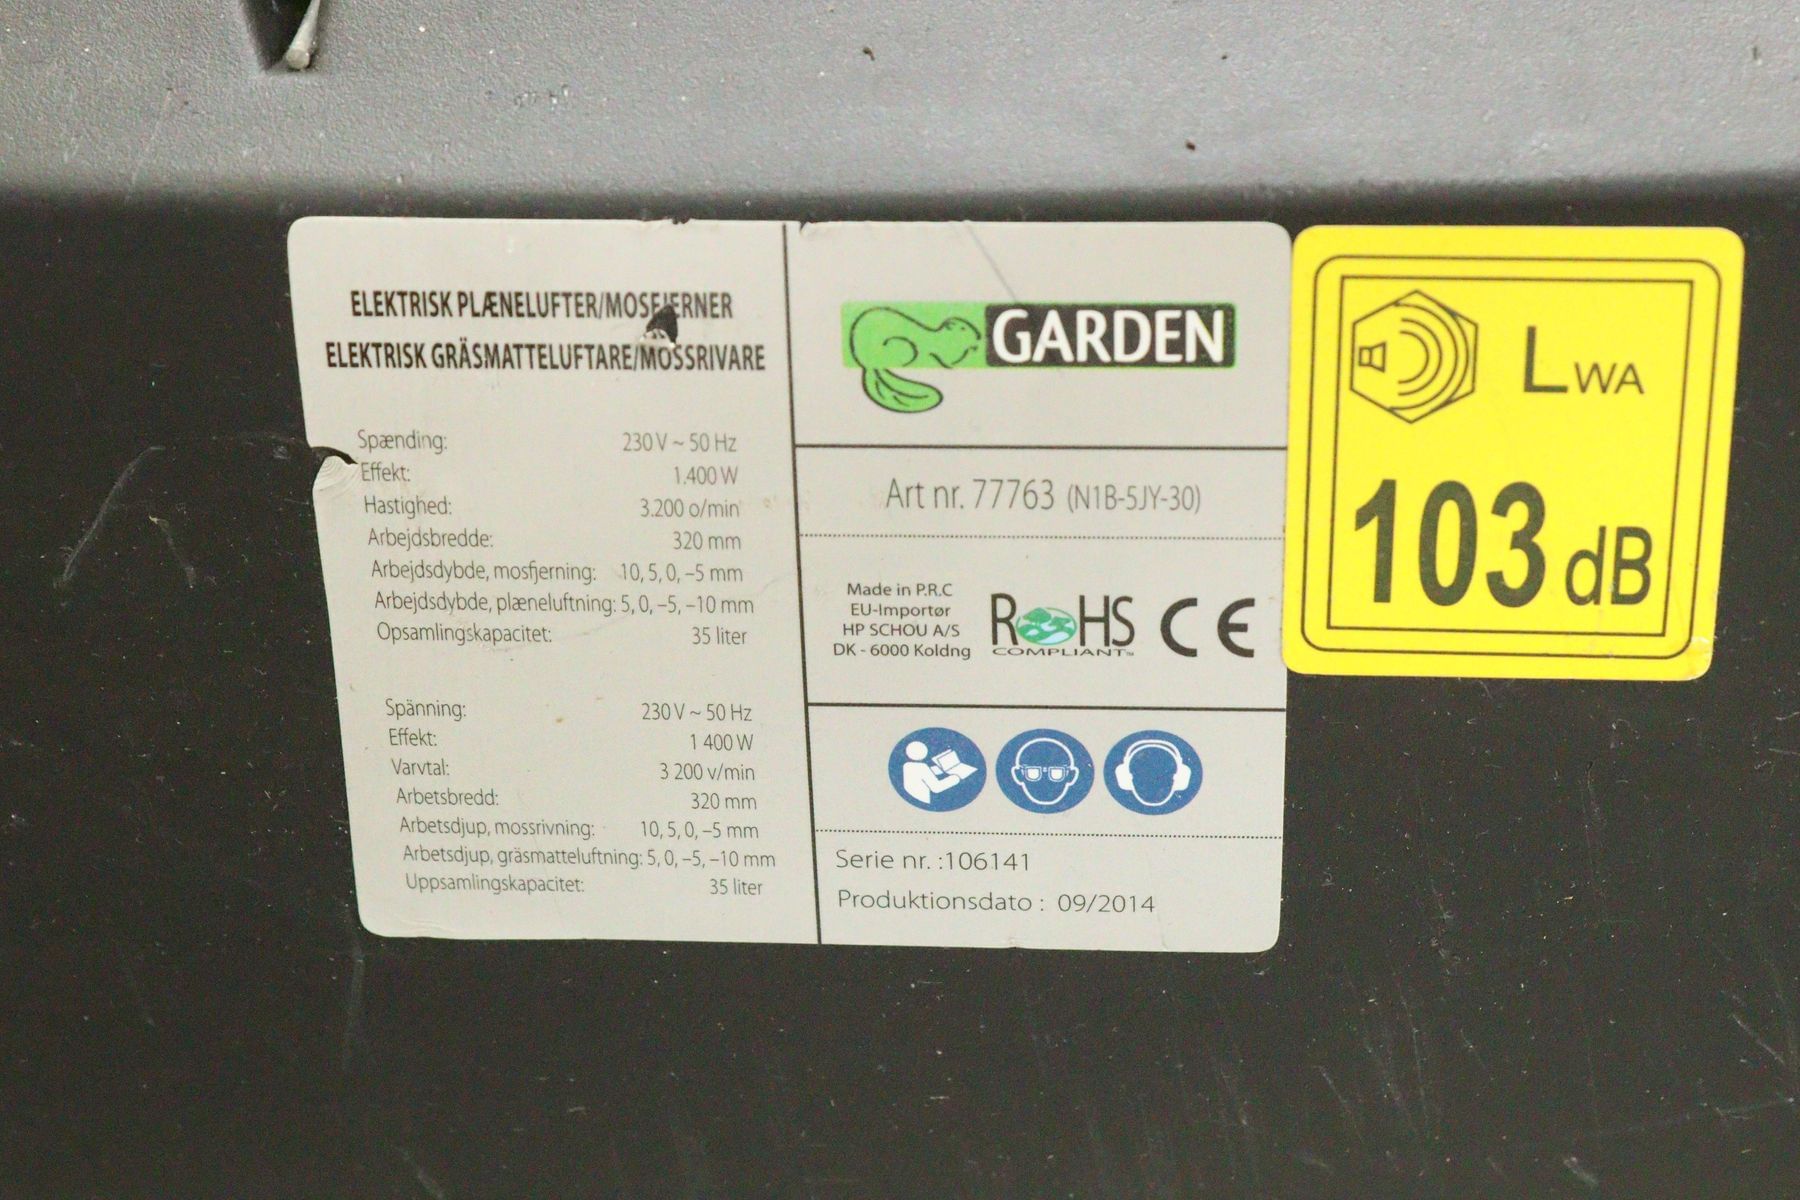 ELEKTRISK PLÆNELUFTER/MOSFJERNER
ELEKTRISK GRÄSMATTELUFTARE/MOSSRIVARE
Spænding: 230 V ~ 50 Hz
Effekt: 1.400 W
Hastighed: 3.200 o/min
Arbejdsbredde: 320 mm
Arbejdsdybde, mosfjerning: 10, 5, 0, –5 mm
Arbejdsdybde, plæneluftning: 5, 0, –5, –10 mm
Opsamlingskapacitet: 35 liter
Spänning: 230 V ~ 50 Hz
Effekt: 1 400 W
Varvtal: 3 200 v/min
Arbetsbredd: 320 mm
Arbetsdjup, mossrivning: 10, 5, 0, –5 mm
Arbetsdjup, gräsmatteluftning: 5, 0, –5, –10 mm
Uppsamlingskapacitet: 35 liter
GARDEN
Art nr. 77763 (N1B-5JY-30)
Made in P.R.C
EU-Importør
HP SCHOU A/S
DK - 6000 Koldng
RoHS
COMPLIANT™
CE
Serie nr. :106141
Produktionsdato : 09/2014
LWA
103 dB